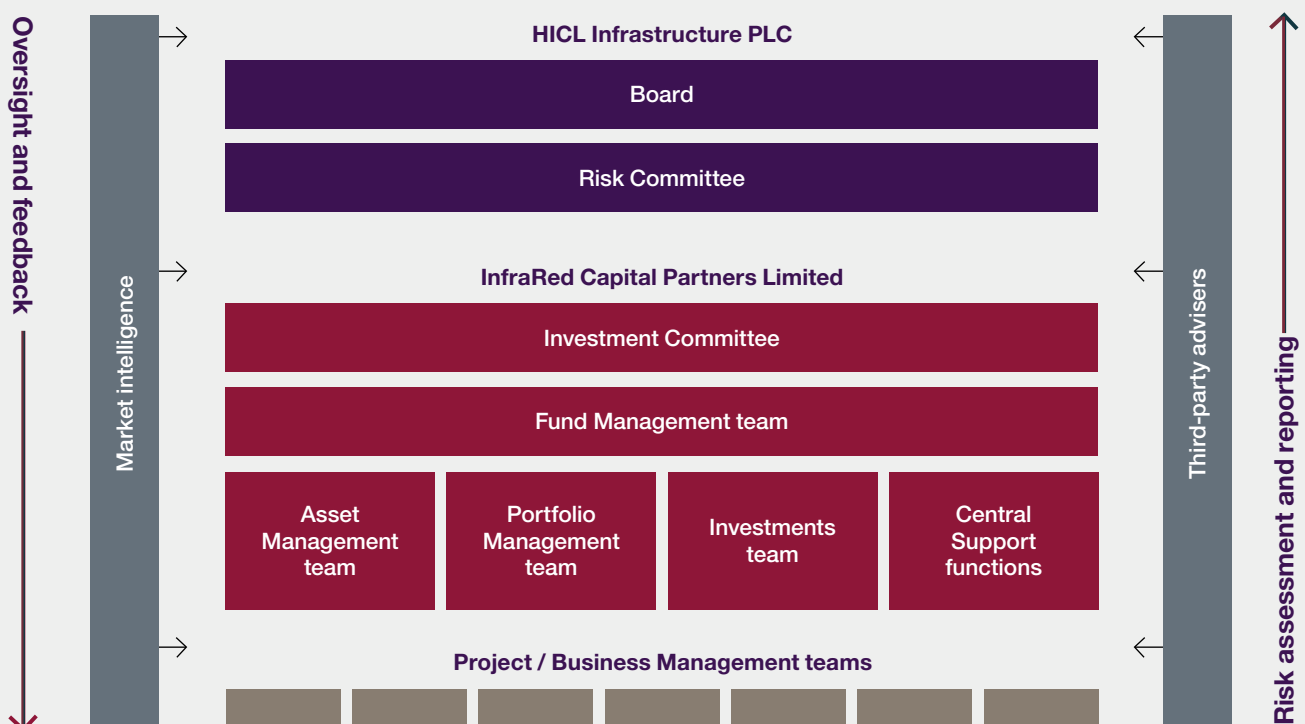 Oversight and feedback
Market intelligence
HICL Infrastructure PLC
Board
Risk Committee
InfraRed Capital Partners Limited
Investment Committee
Fund Management team
Asset
Management
team
Portfolio
Management
team
Investments
team
Central
Support
functions
Project / Business Management teams
Third-party advisers
Risk assessment and reporting